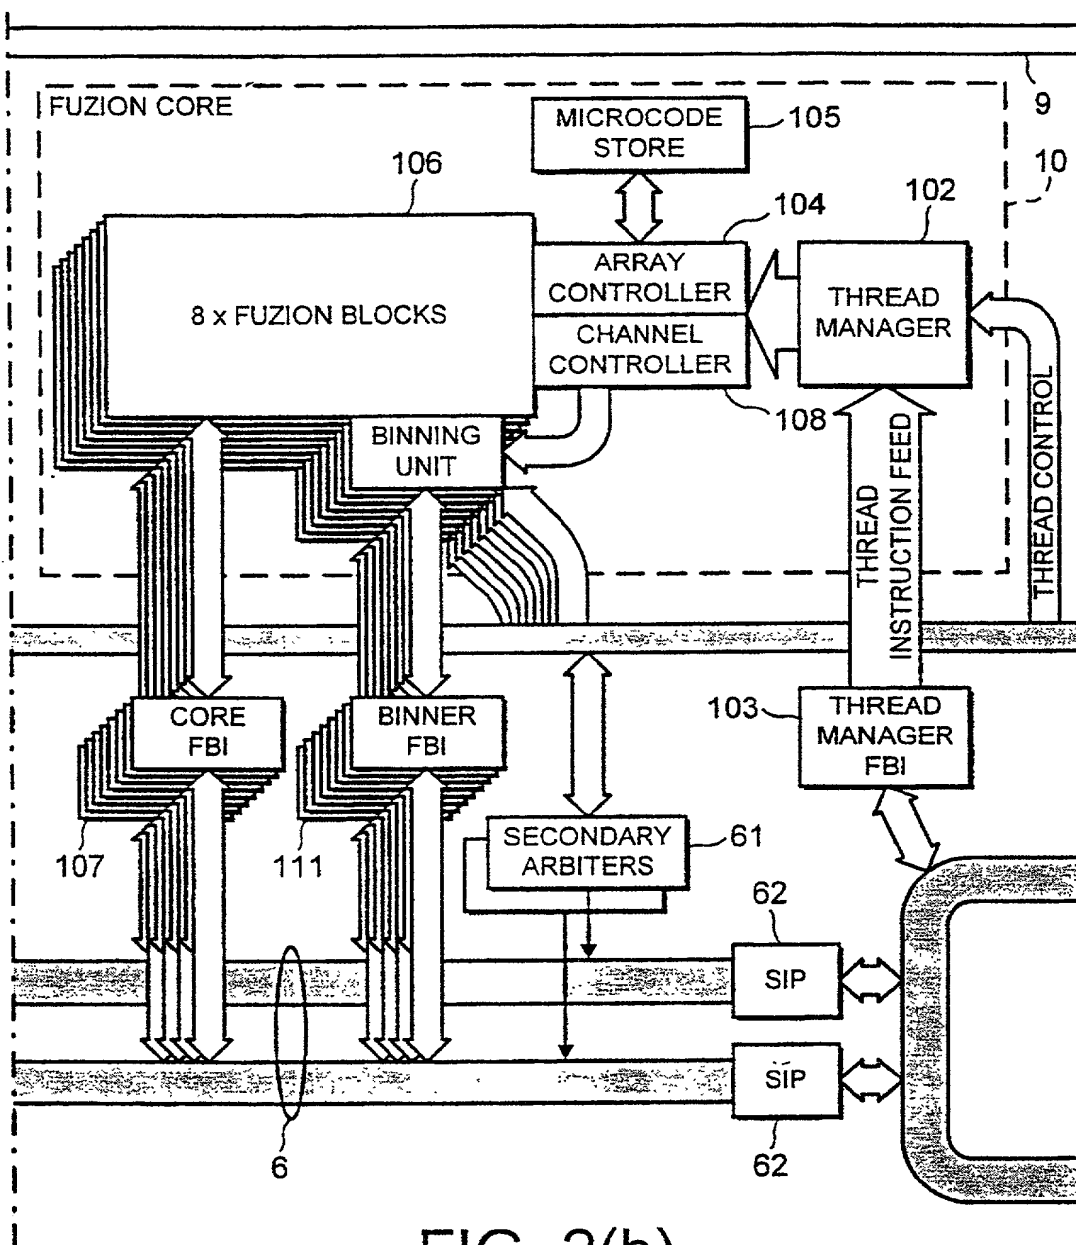 9
FUZION CORE
MICROCODE
STORE
105
106
10
104
102
ARRAY
CONTROLLER
8 x FUZION BLOCKS
THREAD
MANAGER
CHANNEL
CONTROLLER
108
BINNING
UNIT
THREAD
INSTRUCTION FEED
THREAD CONTROL
CORE
FBI
BINNER
FBI
103
THREAD
MANAGER
FBI
107
111
SECONDARY
ARBITERS
61
62
SIP
SIP
6
62